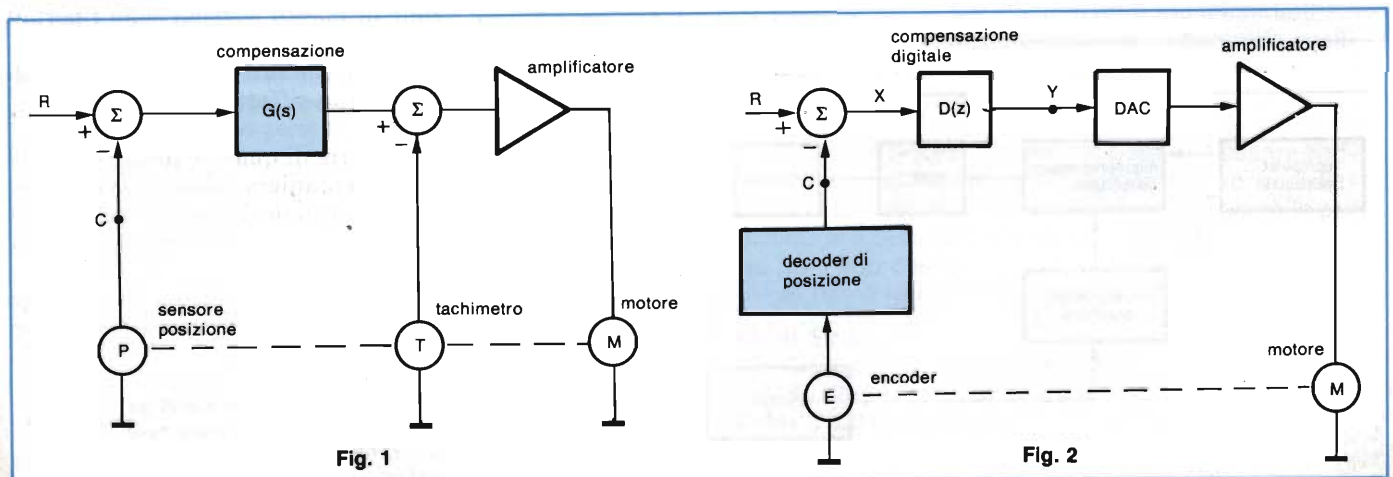 compensazione
amplificatore
R
+
Σ
−
G(s)
+
Σ
−
C
sensore
posizione
P
tachimetro
T
motore
M
Fig. 1
compensazione
digitale
amplificatore
R
+
Σ
−
X
D(z)
Y
DAC
C
decoder di
posizione
E
encoder
motore
M
Fig. 2